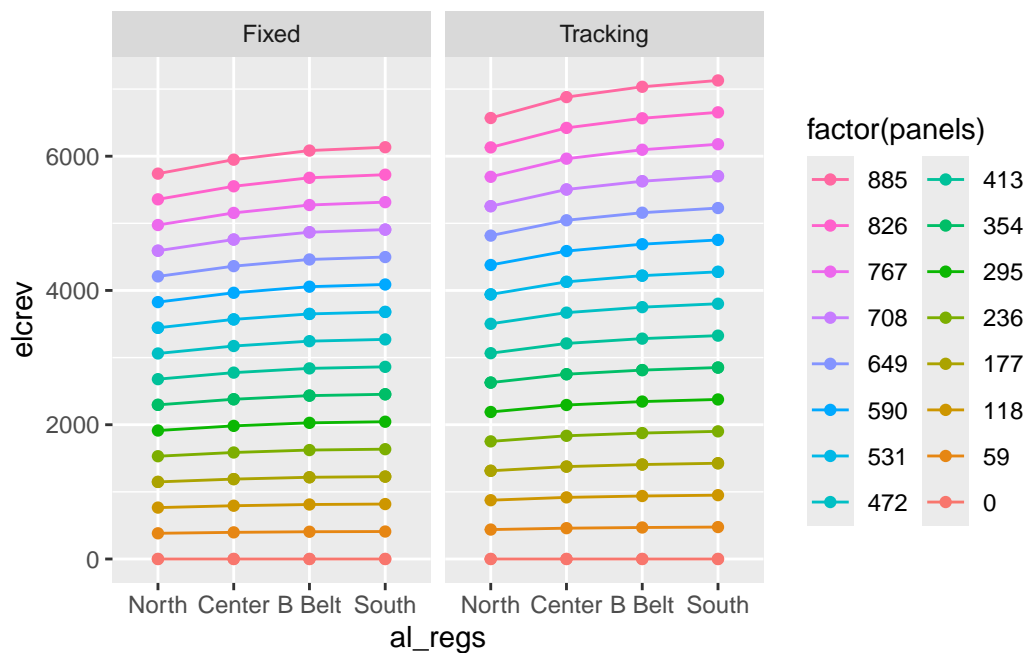 Fixed
Tracking
elcrev
6000
4000
2000
0
North Center B Belt South
North Center B Belt South
al_regs
factor(panels)
885 413
826 354
767 295
708 236
649 177
590 118
531 59
472 0